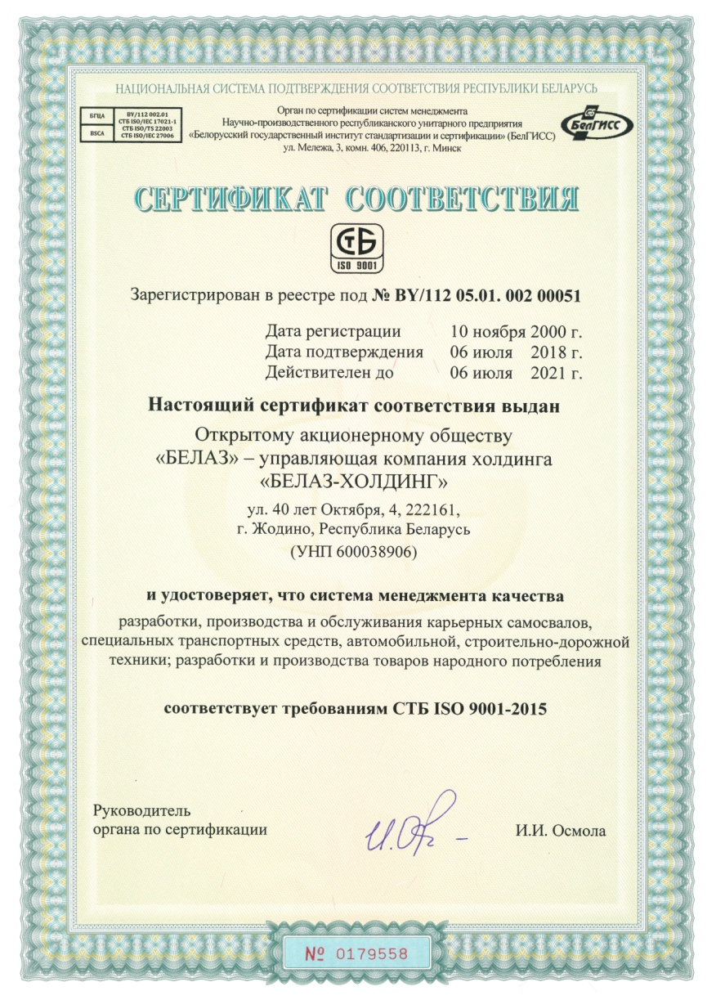 НАЦИОНАЛЬНАЯ СИСТЕМА ПОДТВЕРЖДЕНИЯ СООТВЕТСТВИЯ РЕСПУБЛИКИ БЕЛАРУСЬ
БГЦА
BSCA
BY/112 002.01
СТБ ISO/IEC 17021-1
СТБ ISO/TS 22003
СТБ ISO/IEC 27006
Орган по сертификации систем менеджмента
Научно-производственного республиканского унитарного предприятия
«Белорусский государственный институт стандартизации и сертификации» (БелГИСС)
ул. Мележа, 3, комн. 406, 220113, г. Минск
БелГИСС
СЕРТИФИКАТ СООТВЕТСТВИЯ
СТБ
ISO 9001
Зарегистрирован в реестре под № BY/112 05.01. 002 00051
Дата регистрации 10 ноября 2000 г.
Дата подтверждения 06 июля 2018 г.
Действителен до 06 июля 2021 г.
Настоящий сертификат соответствия выдан
Открытому акционерному обществу
«БЕЛАЗ» – управляющая компания холдинга
«БЕЛАЗ-ХОЛДИНГ»
ул. 40 лет Октября, 4, 222161,
г. Жодино, Республика Беларусь
(УНП 600038906)
и удостоверяет, что система менеджмента качества
разработки, производства и обслуживания карьерных самосвалов,
специальных транспортных средств, автомобильной, строительно-дорожной
техники; разработки и производства товаров народного потребления
соответствует требованиям СТБ ISO 9001-2015
Руководитель
органа по сертификации
И.И. Осмола
№ 0179558